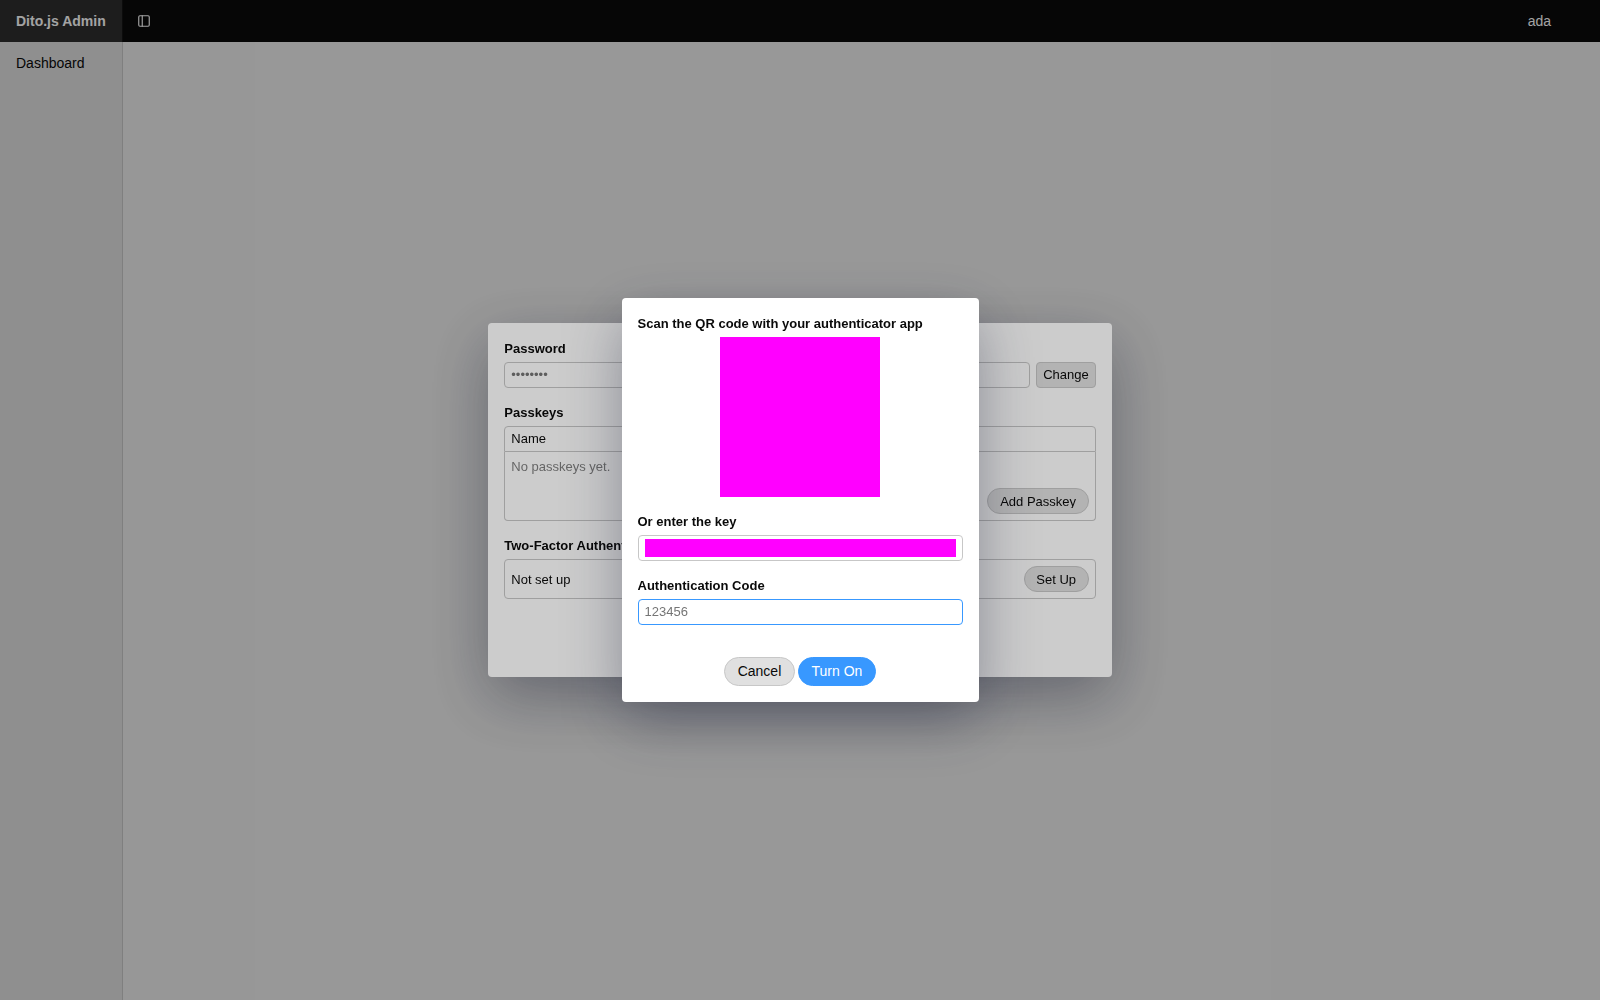 Dito.js Admin
ada
Dashboard
Password
••••••••
Change
Passkeys
Name
No passkeys yet.
Add Passkey
Two-Factor
Not set up
Set Up
Scan the QR code with your authenticator app
Or enter the key
Authentication Code
123456
Cancel
Turn On